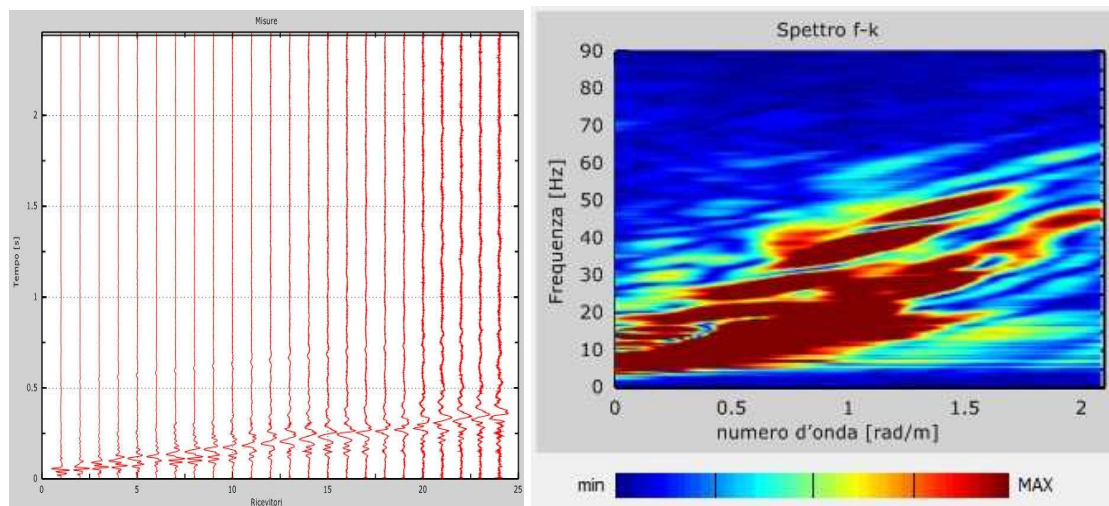 Misure
Tempo [s]
2
1.5
1
0.5
0
0 5 10 15 20 25
Ricevitori
Spettro f-k
Frequenza [Hz]
90
80
70
60
50
40
30
20
10
0
0 0.5 1 1.5 2
numero d'onda [rad/m]
min MAX